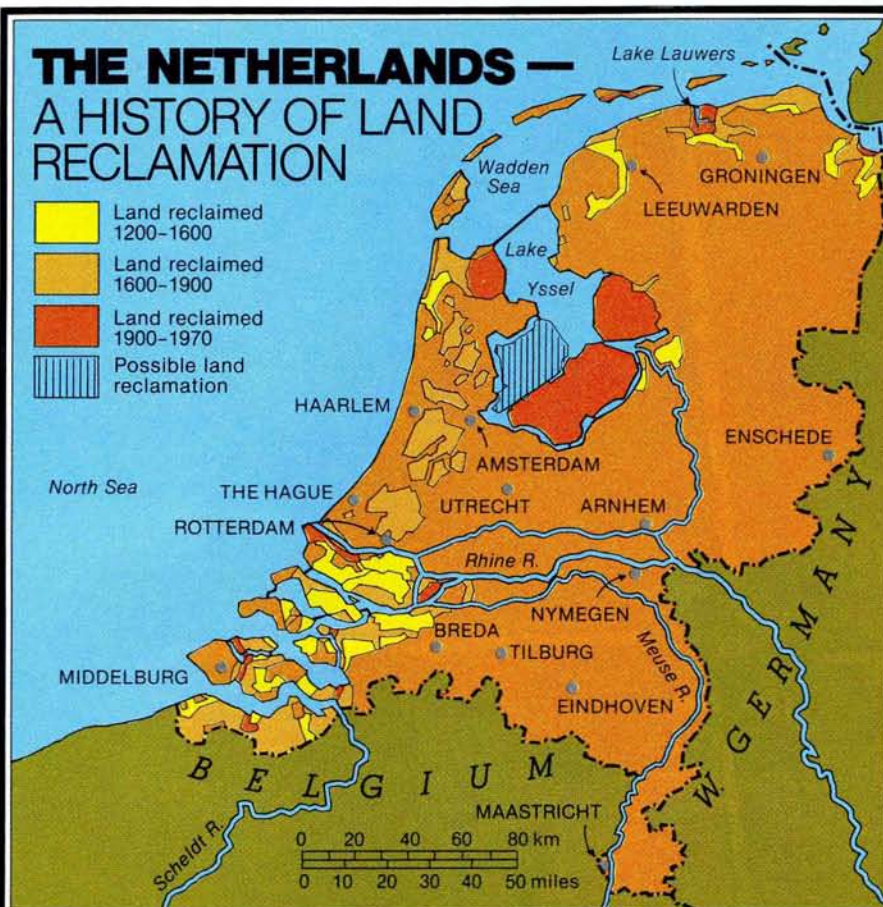 THE NETHERLANDS —
A HISTORY OF LAND
RECLAMATION
Land reclaimed
1200–1600
Land reclaimed
1600–1900
Land reclaimed
1900–1970
Possible land
reclamation
Lake Lauwers
Wadden
Sea
GRONINGEN
LEEUWARDEN
Lake
Yssel
HAARLEM
ENSCHEDE
AMSTERDAM
North Sea
THE HAGUE
UTRECHT
ARNHEM
ROTTERDAM
Rhine R.
NYMEGEN
BREDA
TILBURG
Meuse R.
MIDDELBURG
EINDHOVEN
W. GERMANY
BELGIUM
MAASTRICHT
Scheldt R.
0 20 40 60 80 km
0 10 20 30 40 50 miles